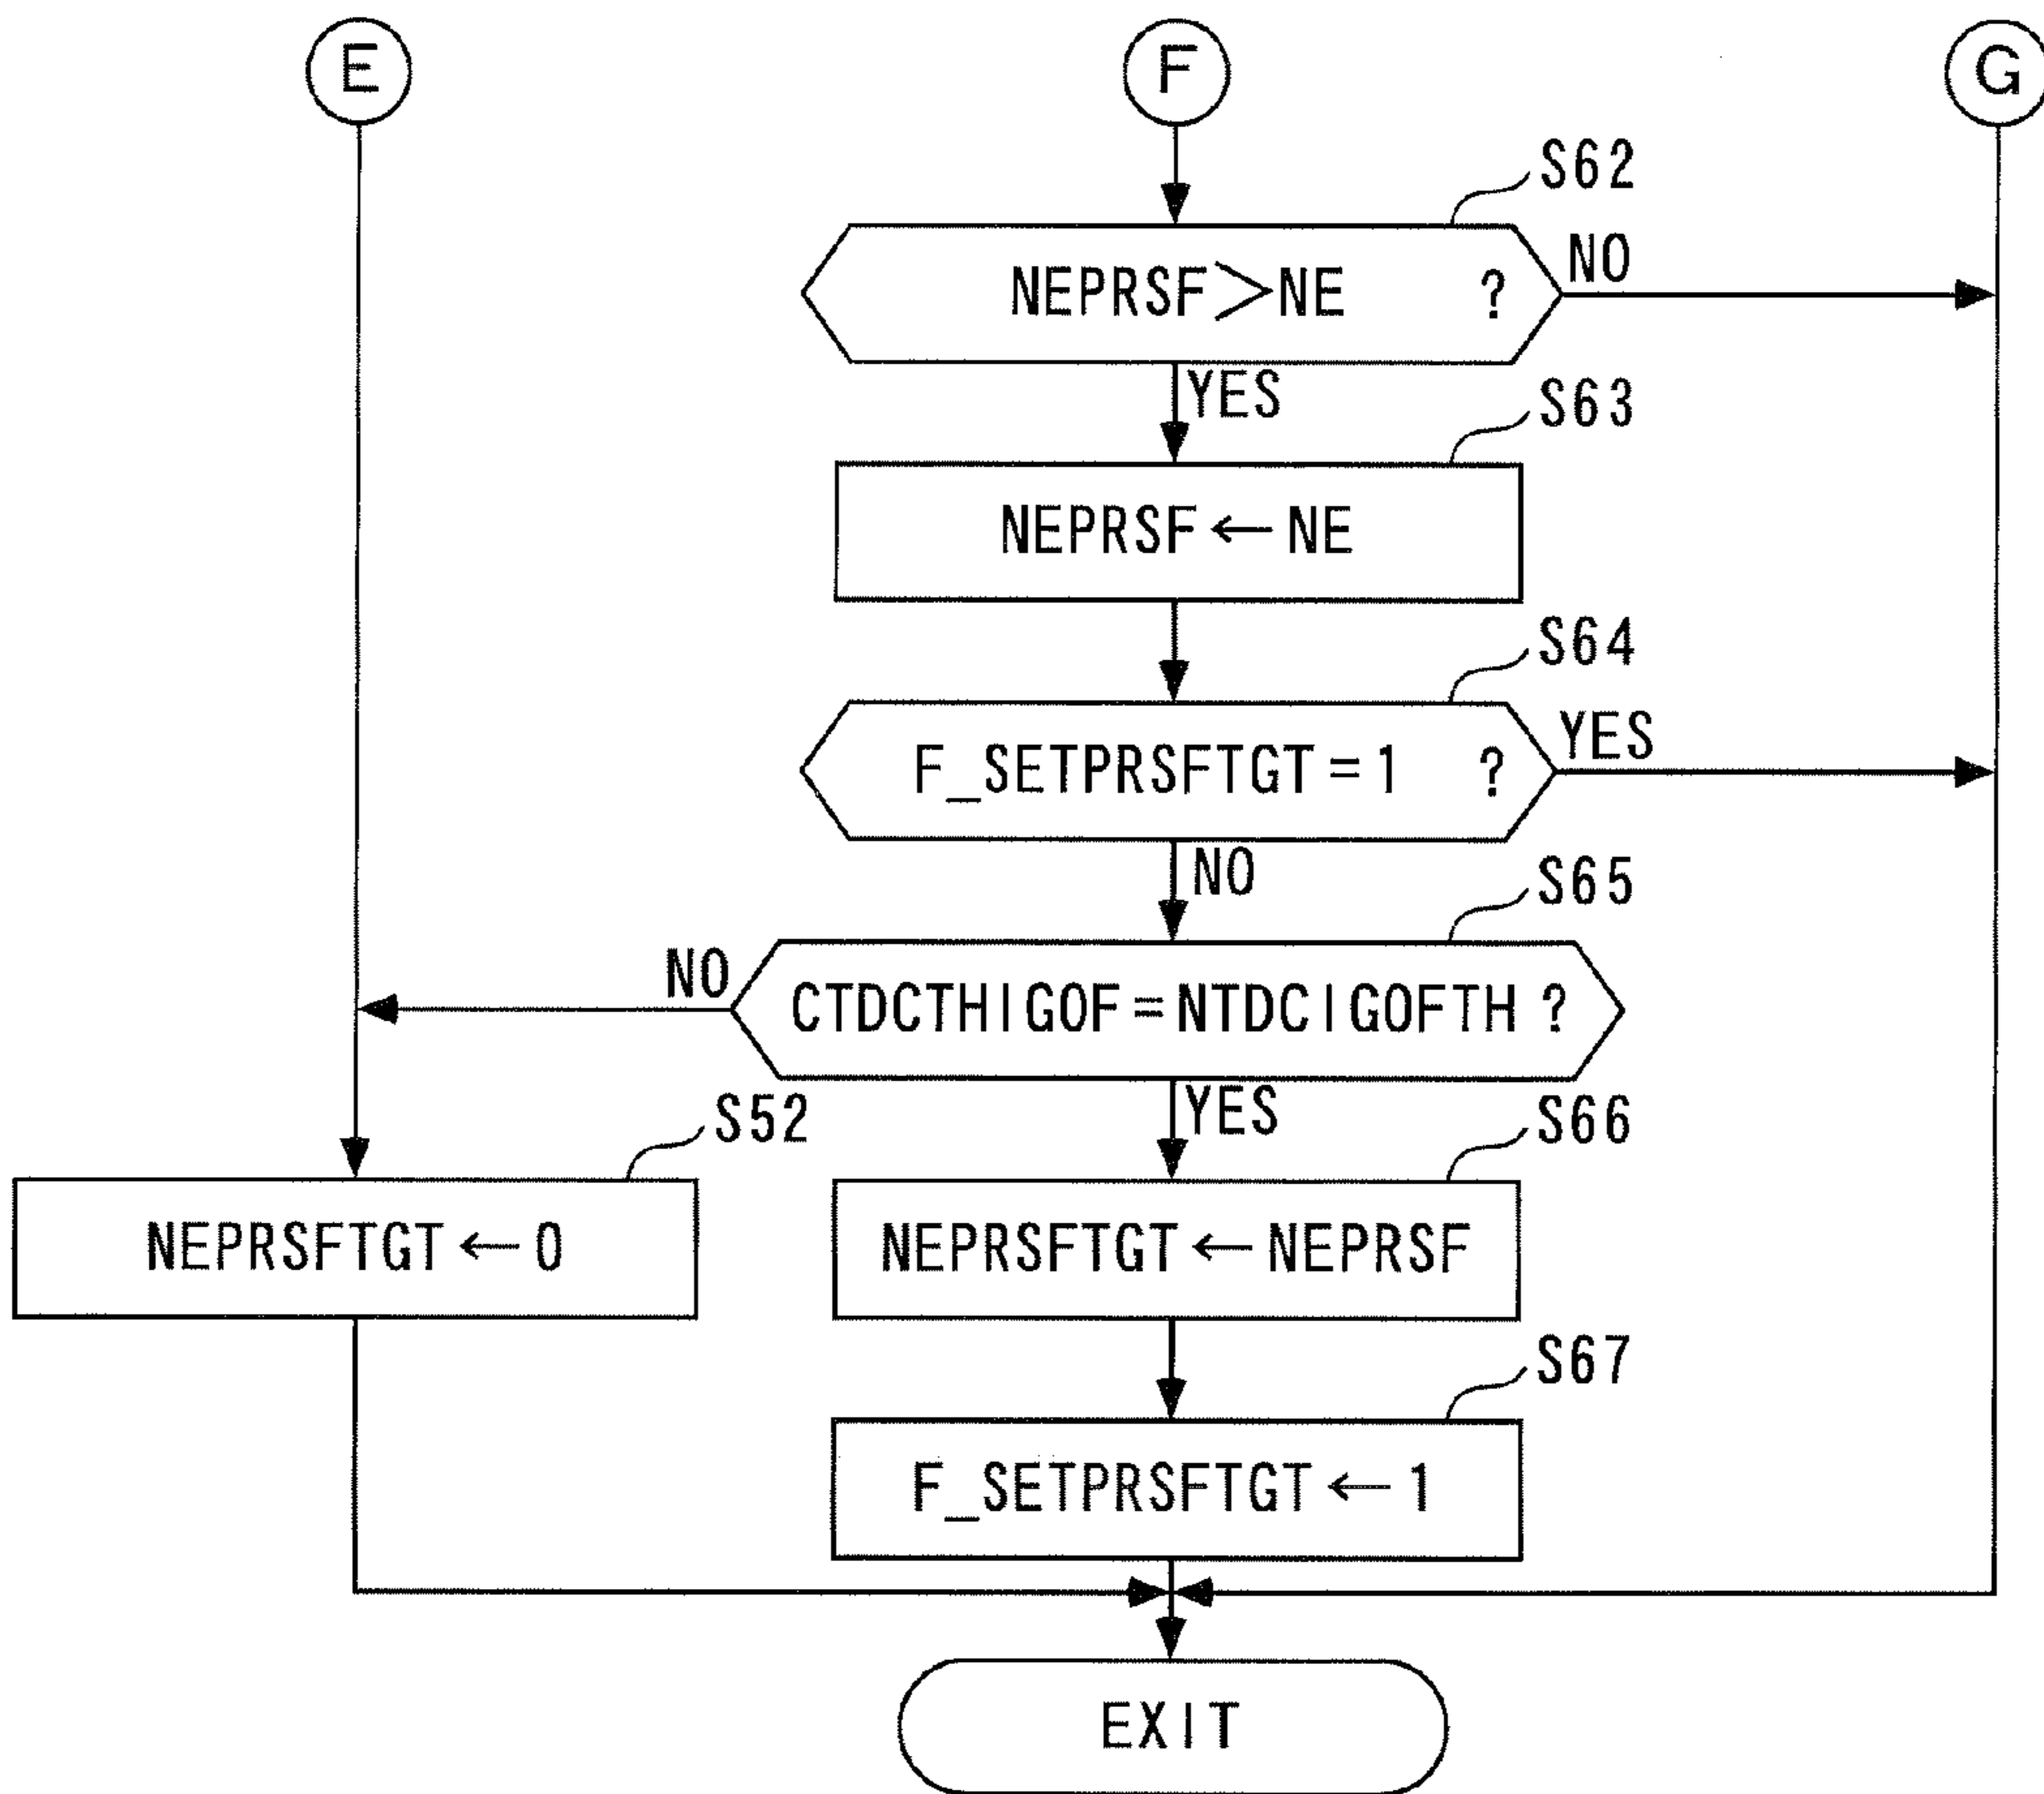 E
F
G
S62
NEPRSF>NE ?
NO
YES
S63
NEPRSF←NE
S64
F_SETPRSFTGT=1 ?
YES
NO
S65
NO
CTDCTHIGOF=NTDCIGOFTH ?
YES
S52
S66
NEPRSFTGT←0
NEPRSFTGT←NEPRSF
S67
F_SETPRSFTGT←1
EXIT